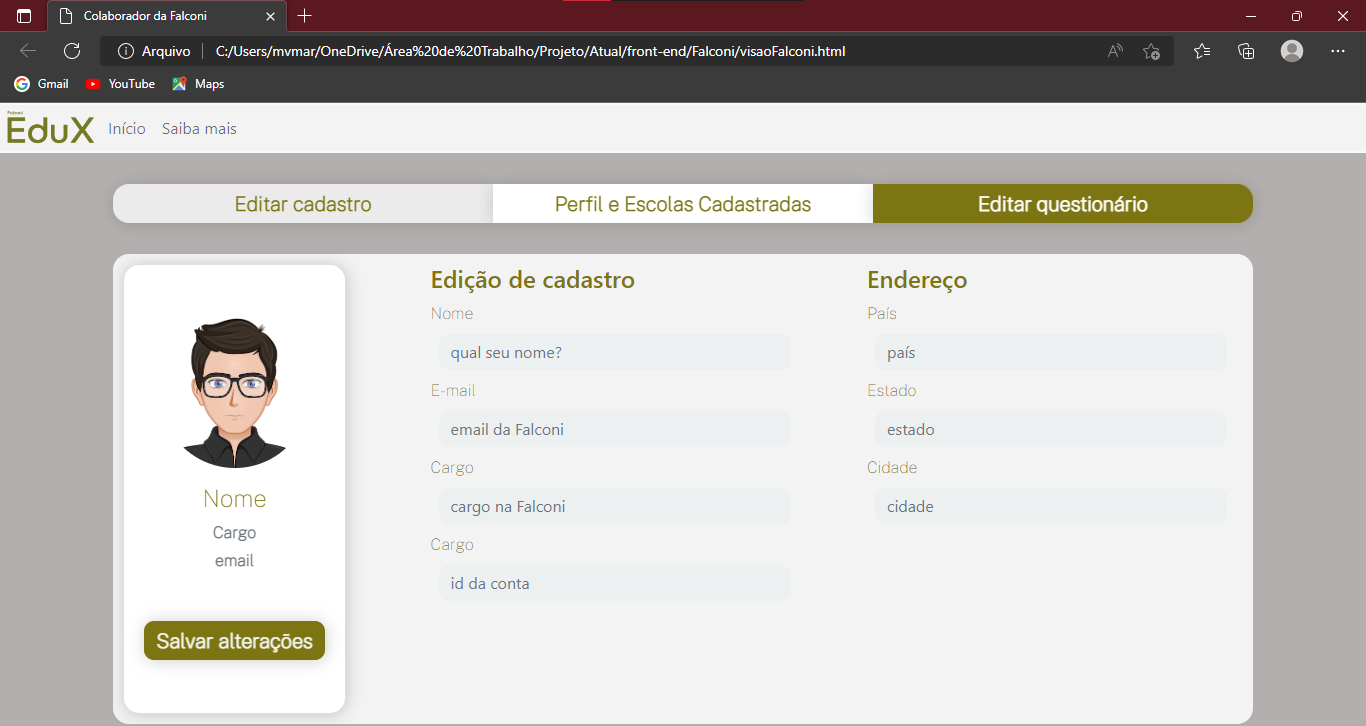 Colaborador da Falconi
Arquivo
C:/Users/mvmar/OneDrive/Área%20de%20Trabalho/Projeto/Atual/front-end/Falconi/visaoFalconi.html
Gmail YouTube Maps
Falconi
EduX Início Saiba mais
Editar cadastro Perfil e Escolas Cadastradas Editar questionário
Nome
Cargo
email
Salvar alterações
Edição de cadastro
Nome
qual seu nome?
E-mail
email da Falconi
Cargo
cargo na Falconi
Cargo
id da conta
Endereço
País
país
Estado
estado
Cidade
cidade